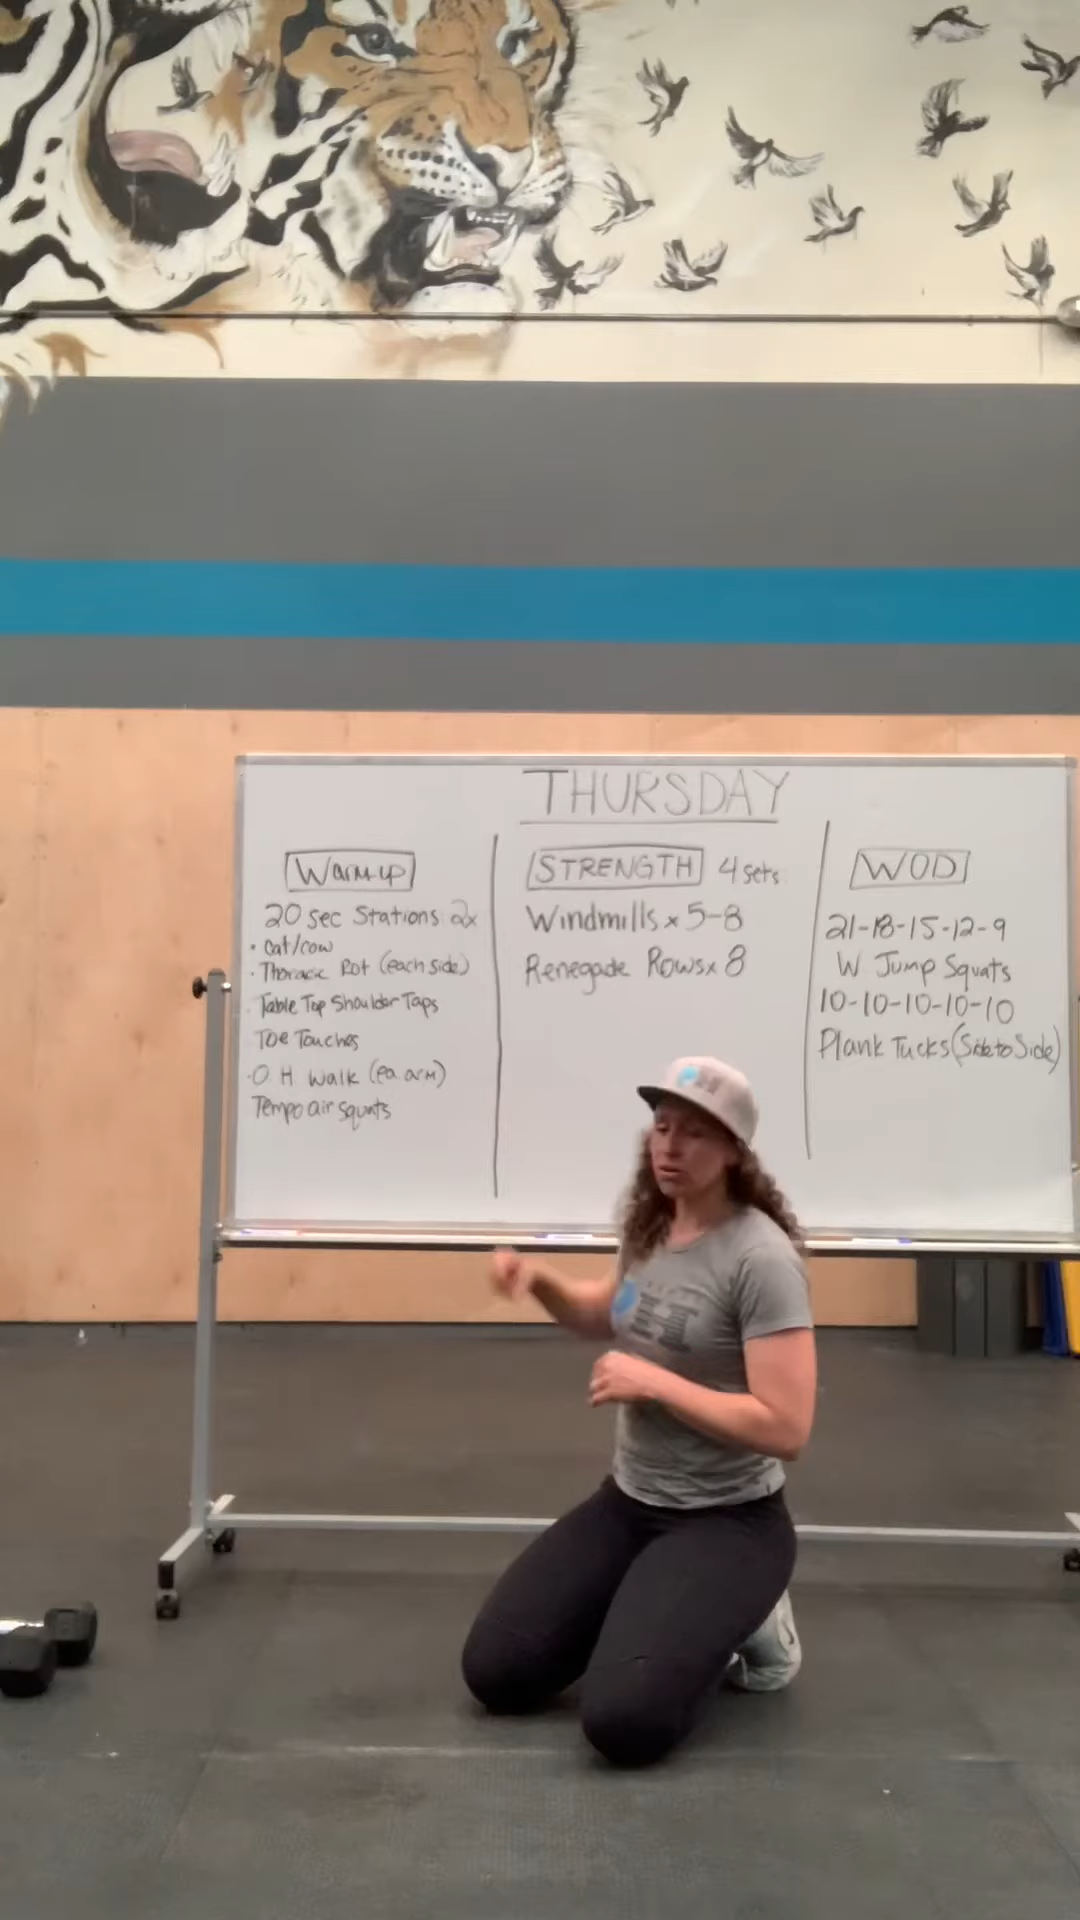 THURSDAY
Warm-up
20 sec Stations 2x
• Cat/cow
• Thoracic Rot (each side)
• Table Top Shoulder Taps
Toe Touches
• O.H Walk (ea. arm)
Tempo air squats
STRENGTH 4 sets
Windmills x 5-8
Renegade Rows x 8
WOD
21-18-15-12-9
W Jump Squats
10-10-10-10-10
Plank Tucks (Side to Side)